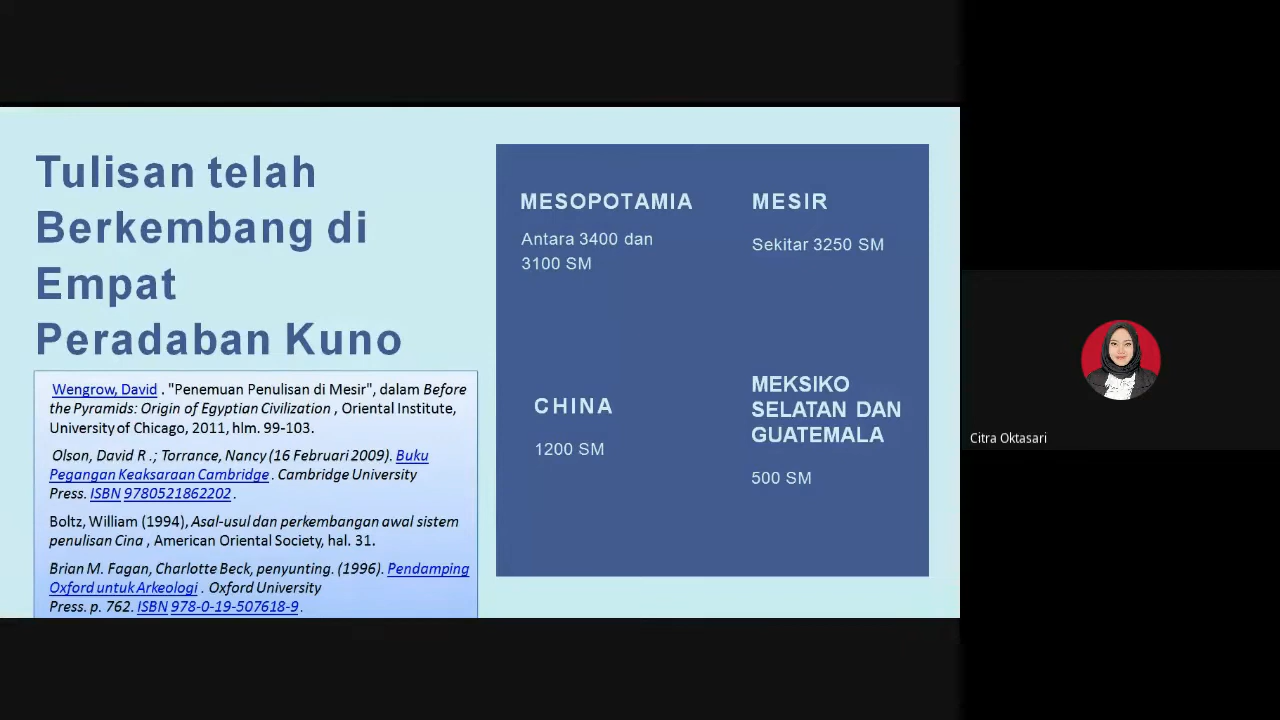 Tulisan telah
Berkembang di
Empat
Peradaban Kuno
Wengrow, David . "Penemuan Penulisan di Mesir", dalam Before
the Pyramids: Origin of Egyptian Civilization , Oriental Institute,
University of Chicago, 2011, hlm. 99-103.
Olson, David R .; Torrance, Nancy (16 Februari 2009). Buku
Pegangan Keaksaraan Cambridge . Cambridge University
Press. ISBN 9780521862202 .
Boltz, William (1994), Asal-usul dan perkembangan awal sistem
penulisan Cina , American Oriental Society, hal. 31.
Brian M. Fagan, Charlotte Beck, penyunting. (1996). Pendamping
Oxford untuk Arkeologi . Oxford University
Press. p. 762. ISBN 978-0-19-507618-9 .
MESOPOTAMIA
Antara 3400 dan
3100 SM
MESIR
Sekitar 3250 SM
CHINA
1200 SM
MEKSIKO
SELATAN DAN
GUATEMALA
500 SM
Citra Oktasari